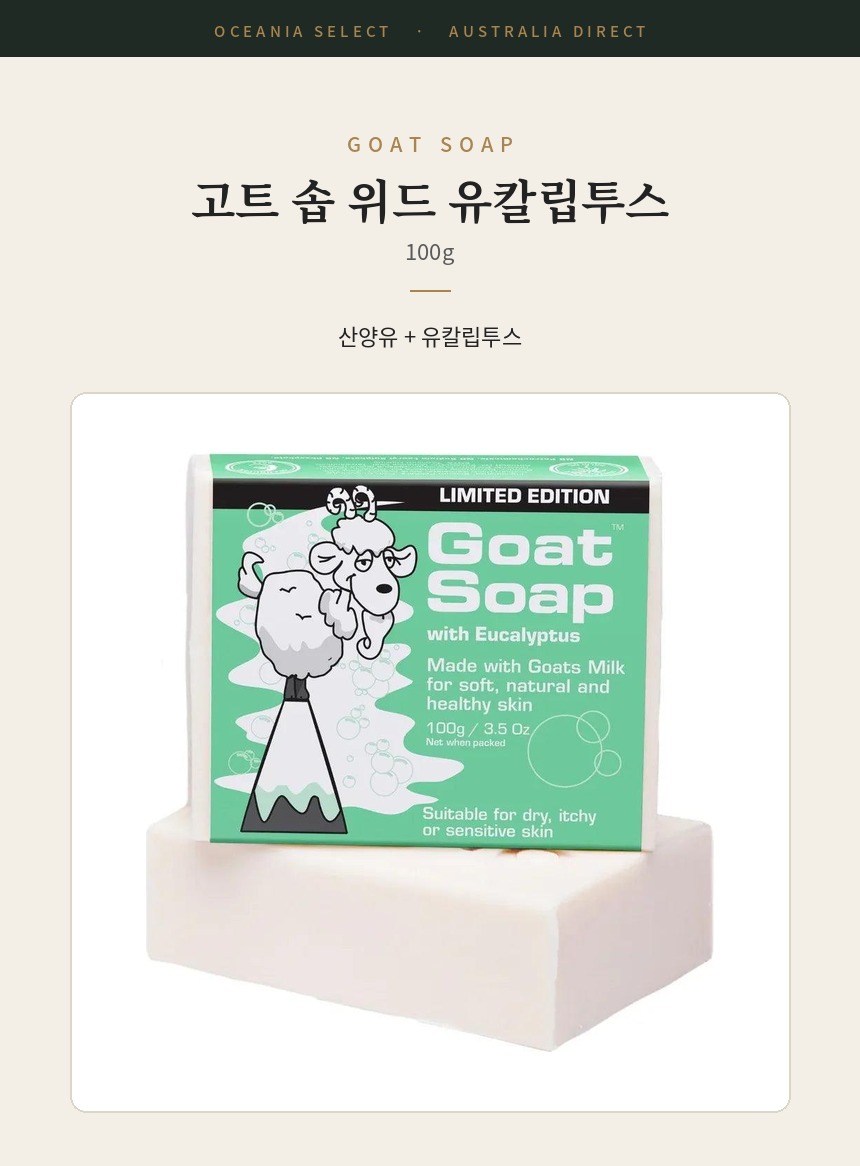 OCEANIA SELECT · AUSTRALIA DIRECT
GOAT SOAP
고트 솝 위드 유칼립투스
100g
산양유 + 유칼립투스
LIMITED EDITION
Goat™
Soap
with Eucalyptus
Made with Goats Milk
for soft, natural and
healthy skin
100g / 3.5 Oz
Net when packed
Suitable for dry, itchy
or sensitive skin